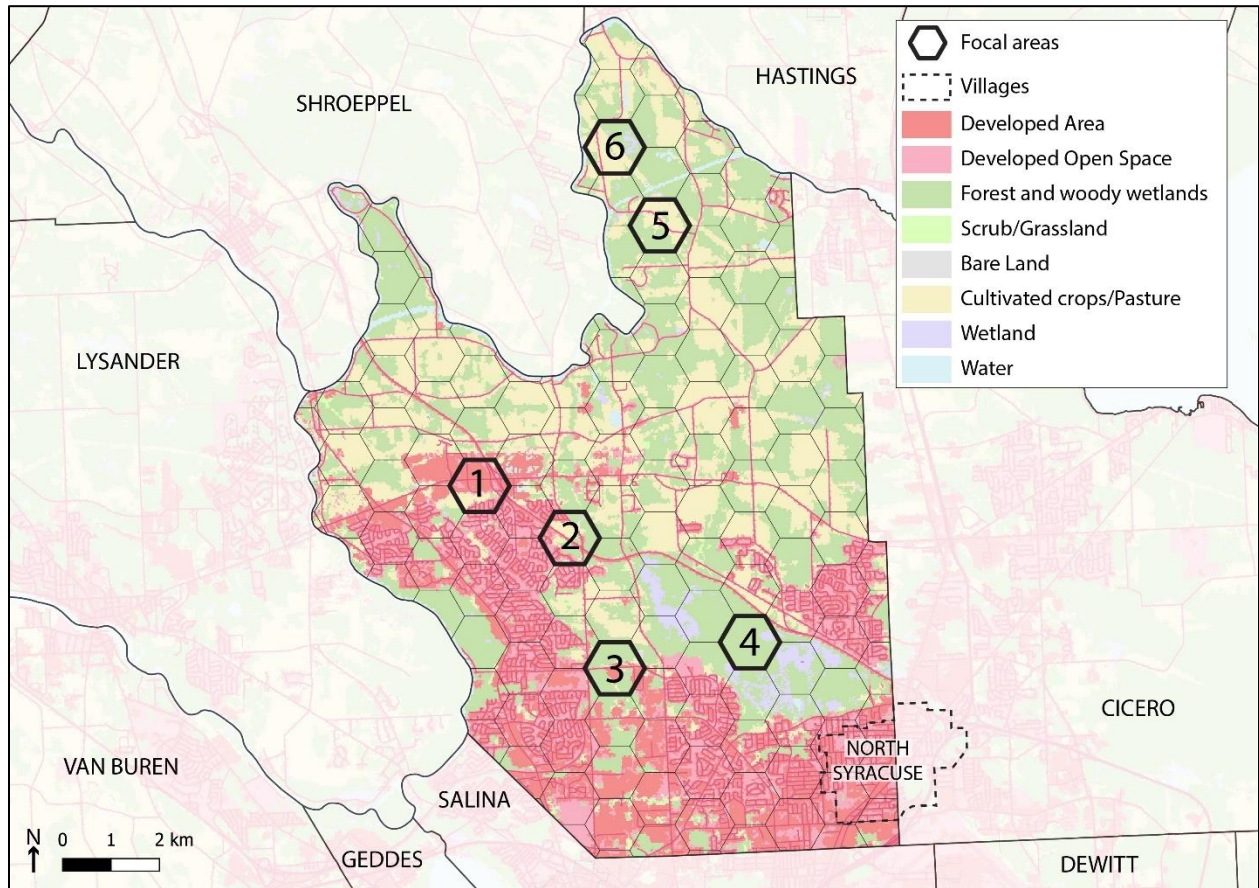 SHROEPPEL
HASTINGS
Focal areas
Villages
Developed Area
Developed Open Space
Forest and woody wetlands
Scrub/Grassland
Bare Land
Cultivated crops/Pasture
Wetland
Water
6
5
LYSANDER
1
2
3
4
CICERO
NORTH
SYRACUSE
VAN BUREN
SALINA
N
0 1 2 km
GEDDES
DEWITT